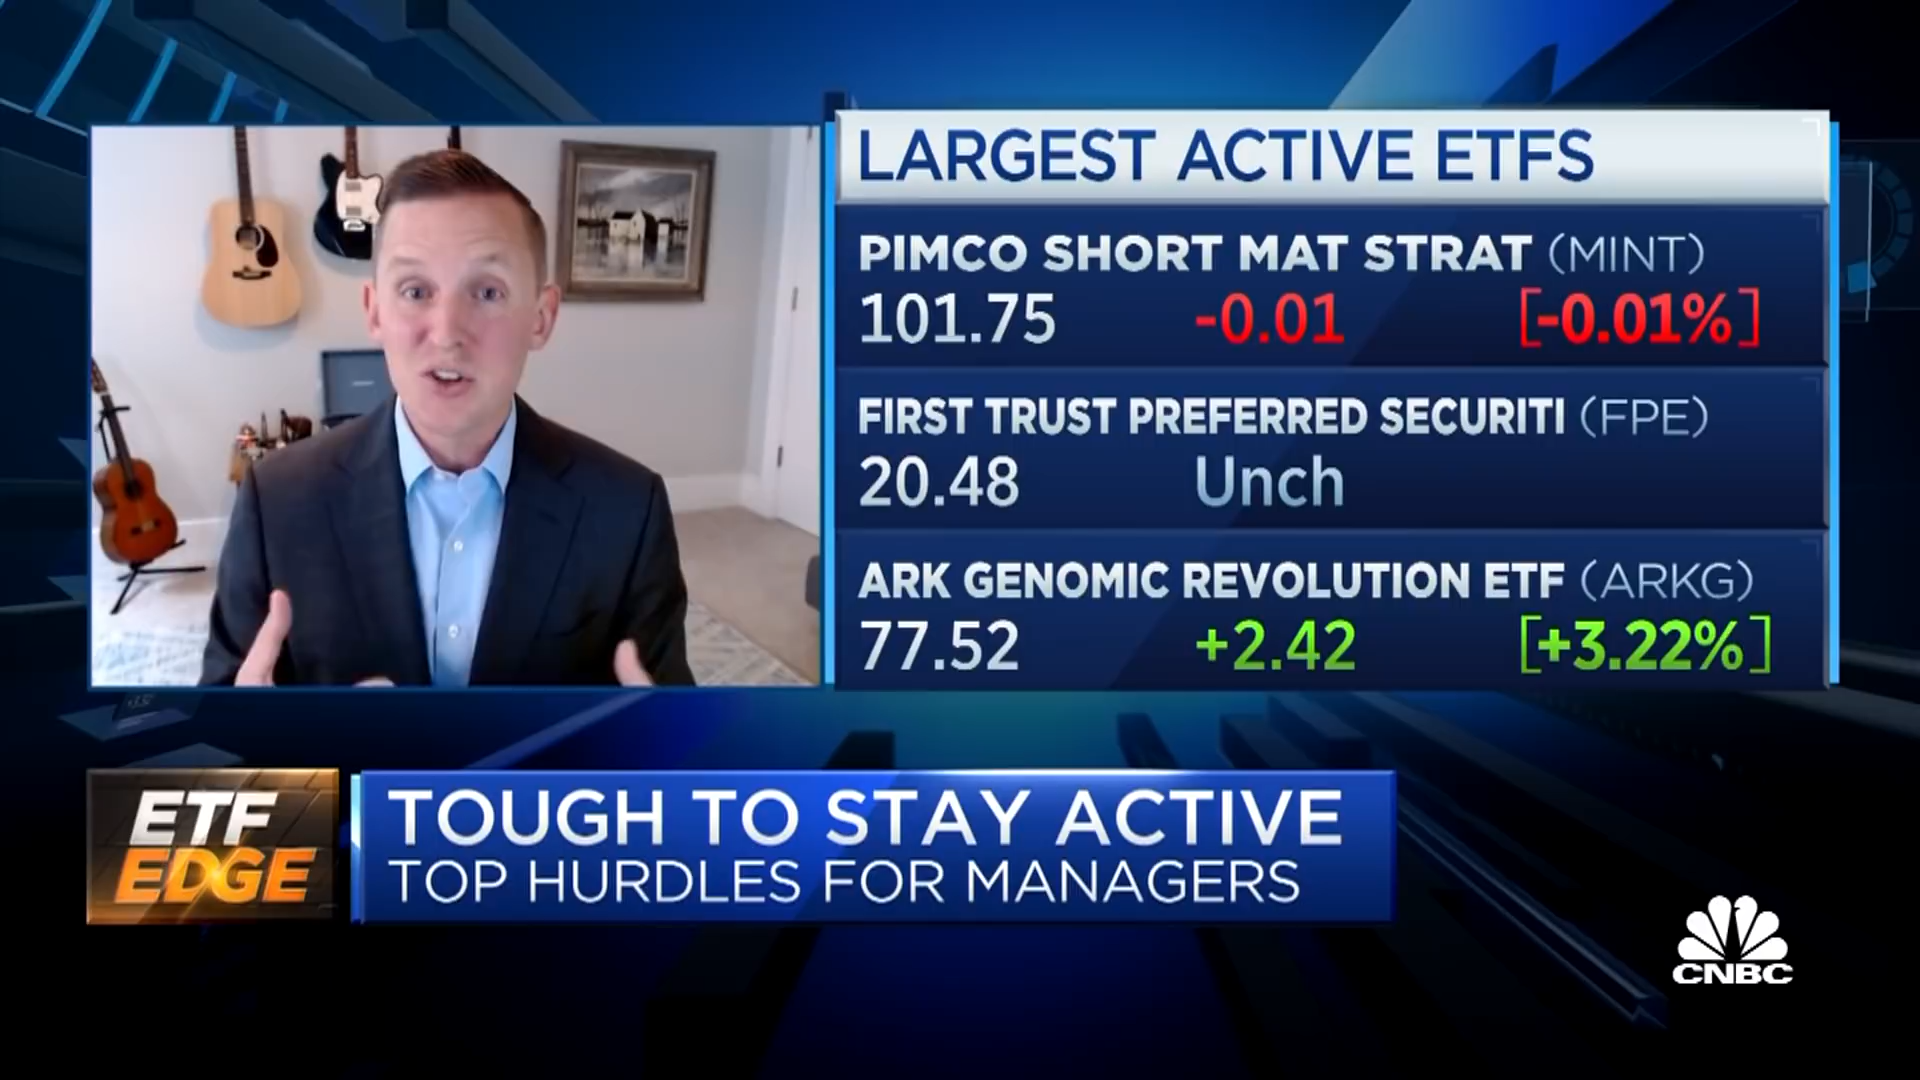 LARGEST ACTIVE ETFS
PIMCO SHORT MAT STRAT (MINT)
101.75 -0.01 [-0.01%]
FIRST TRUST PREFERRED SECURITI (FPE)
20.48 Unch
ARK GENOMIC REVOLUTION ETF (ARKG)
77.52 +2.42 [+3.22%]
ETF
EDGE
TOUGH TO STAY ACTIVE
TOP HURDLES FOR MANAGERS
CNBC